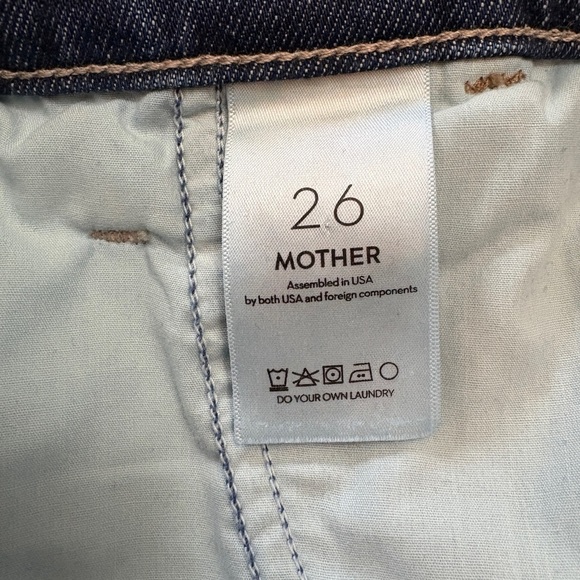 26
MOTHER
Assembled in USA
by both USA and foreign components
DO YOUR OWN LAUNDRY